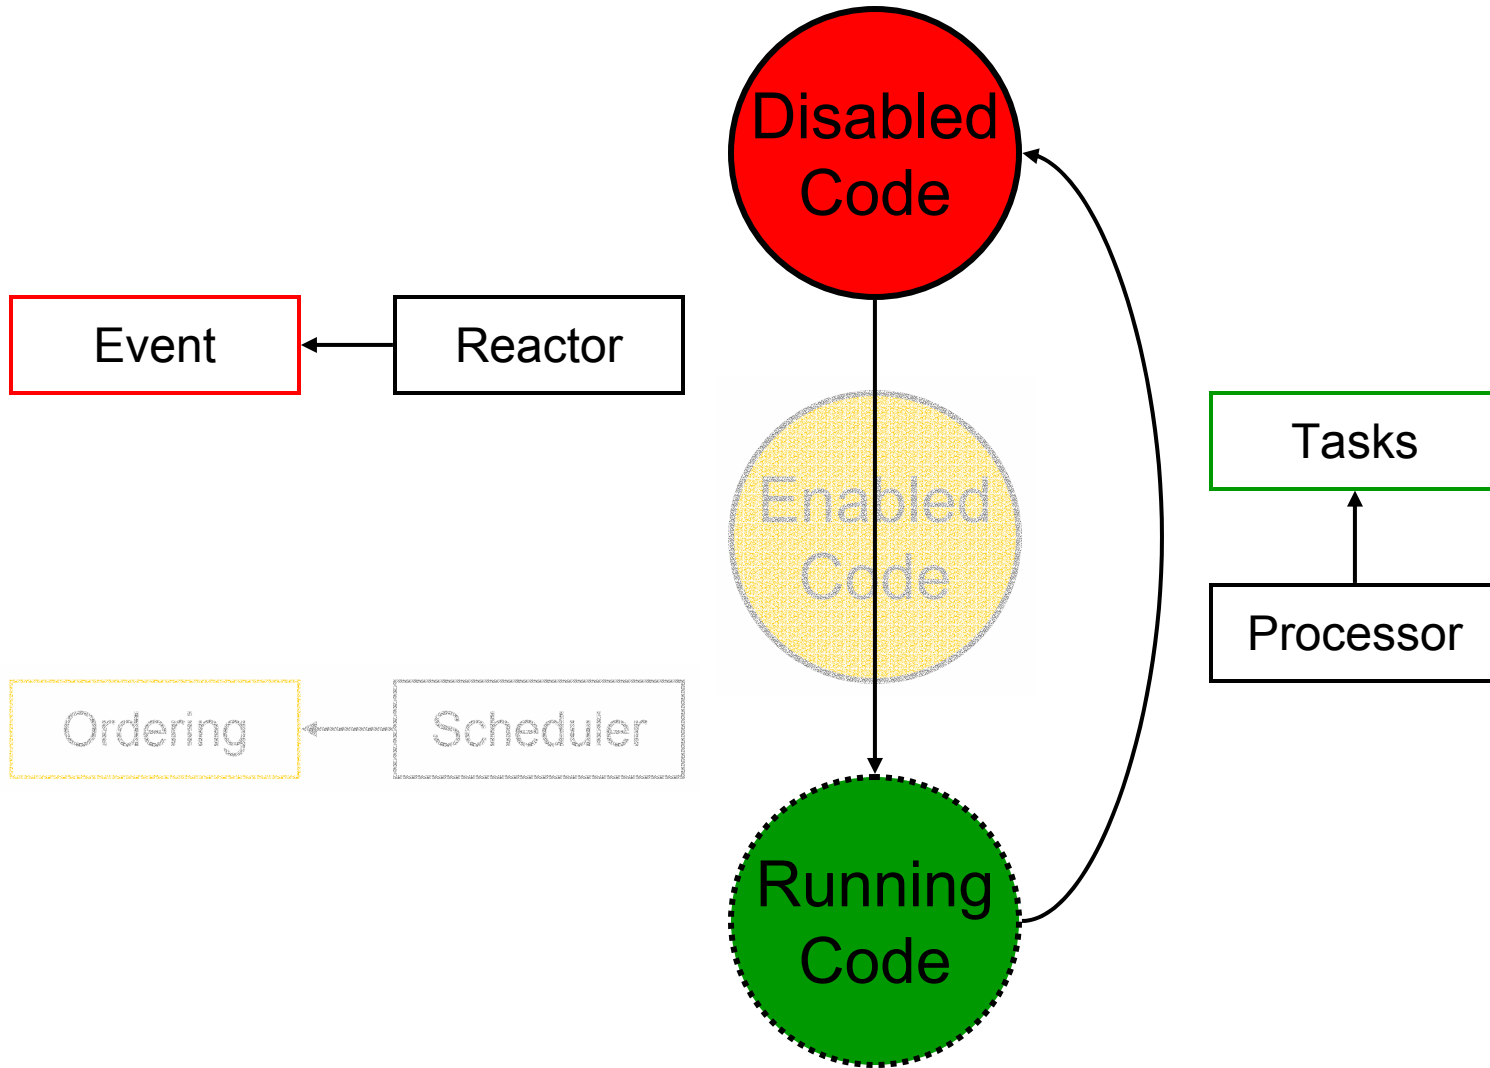 Disabled
Code
Event
Reactor
Tasks
Enabled
Code
Processor
Ordering
Scheduler
Running
Code